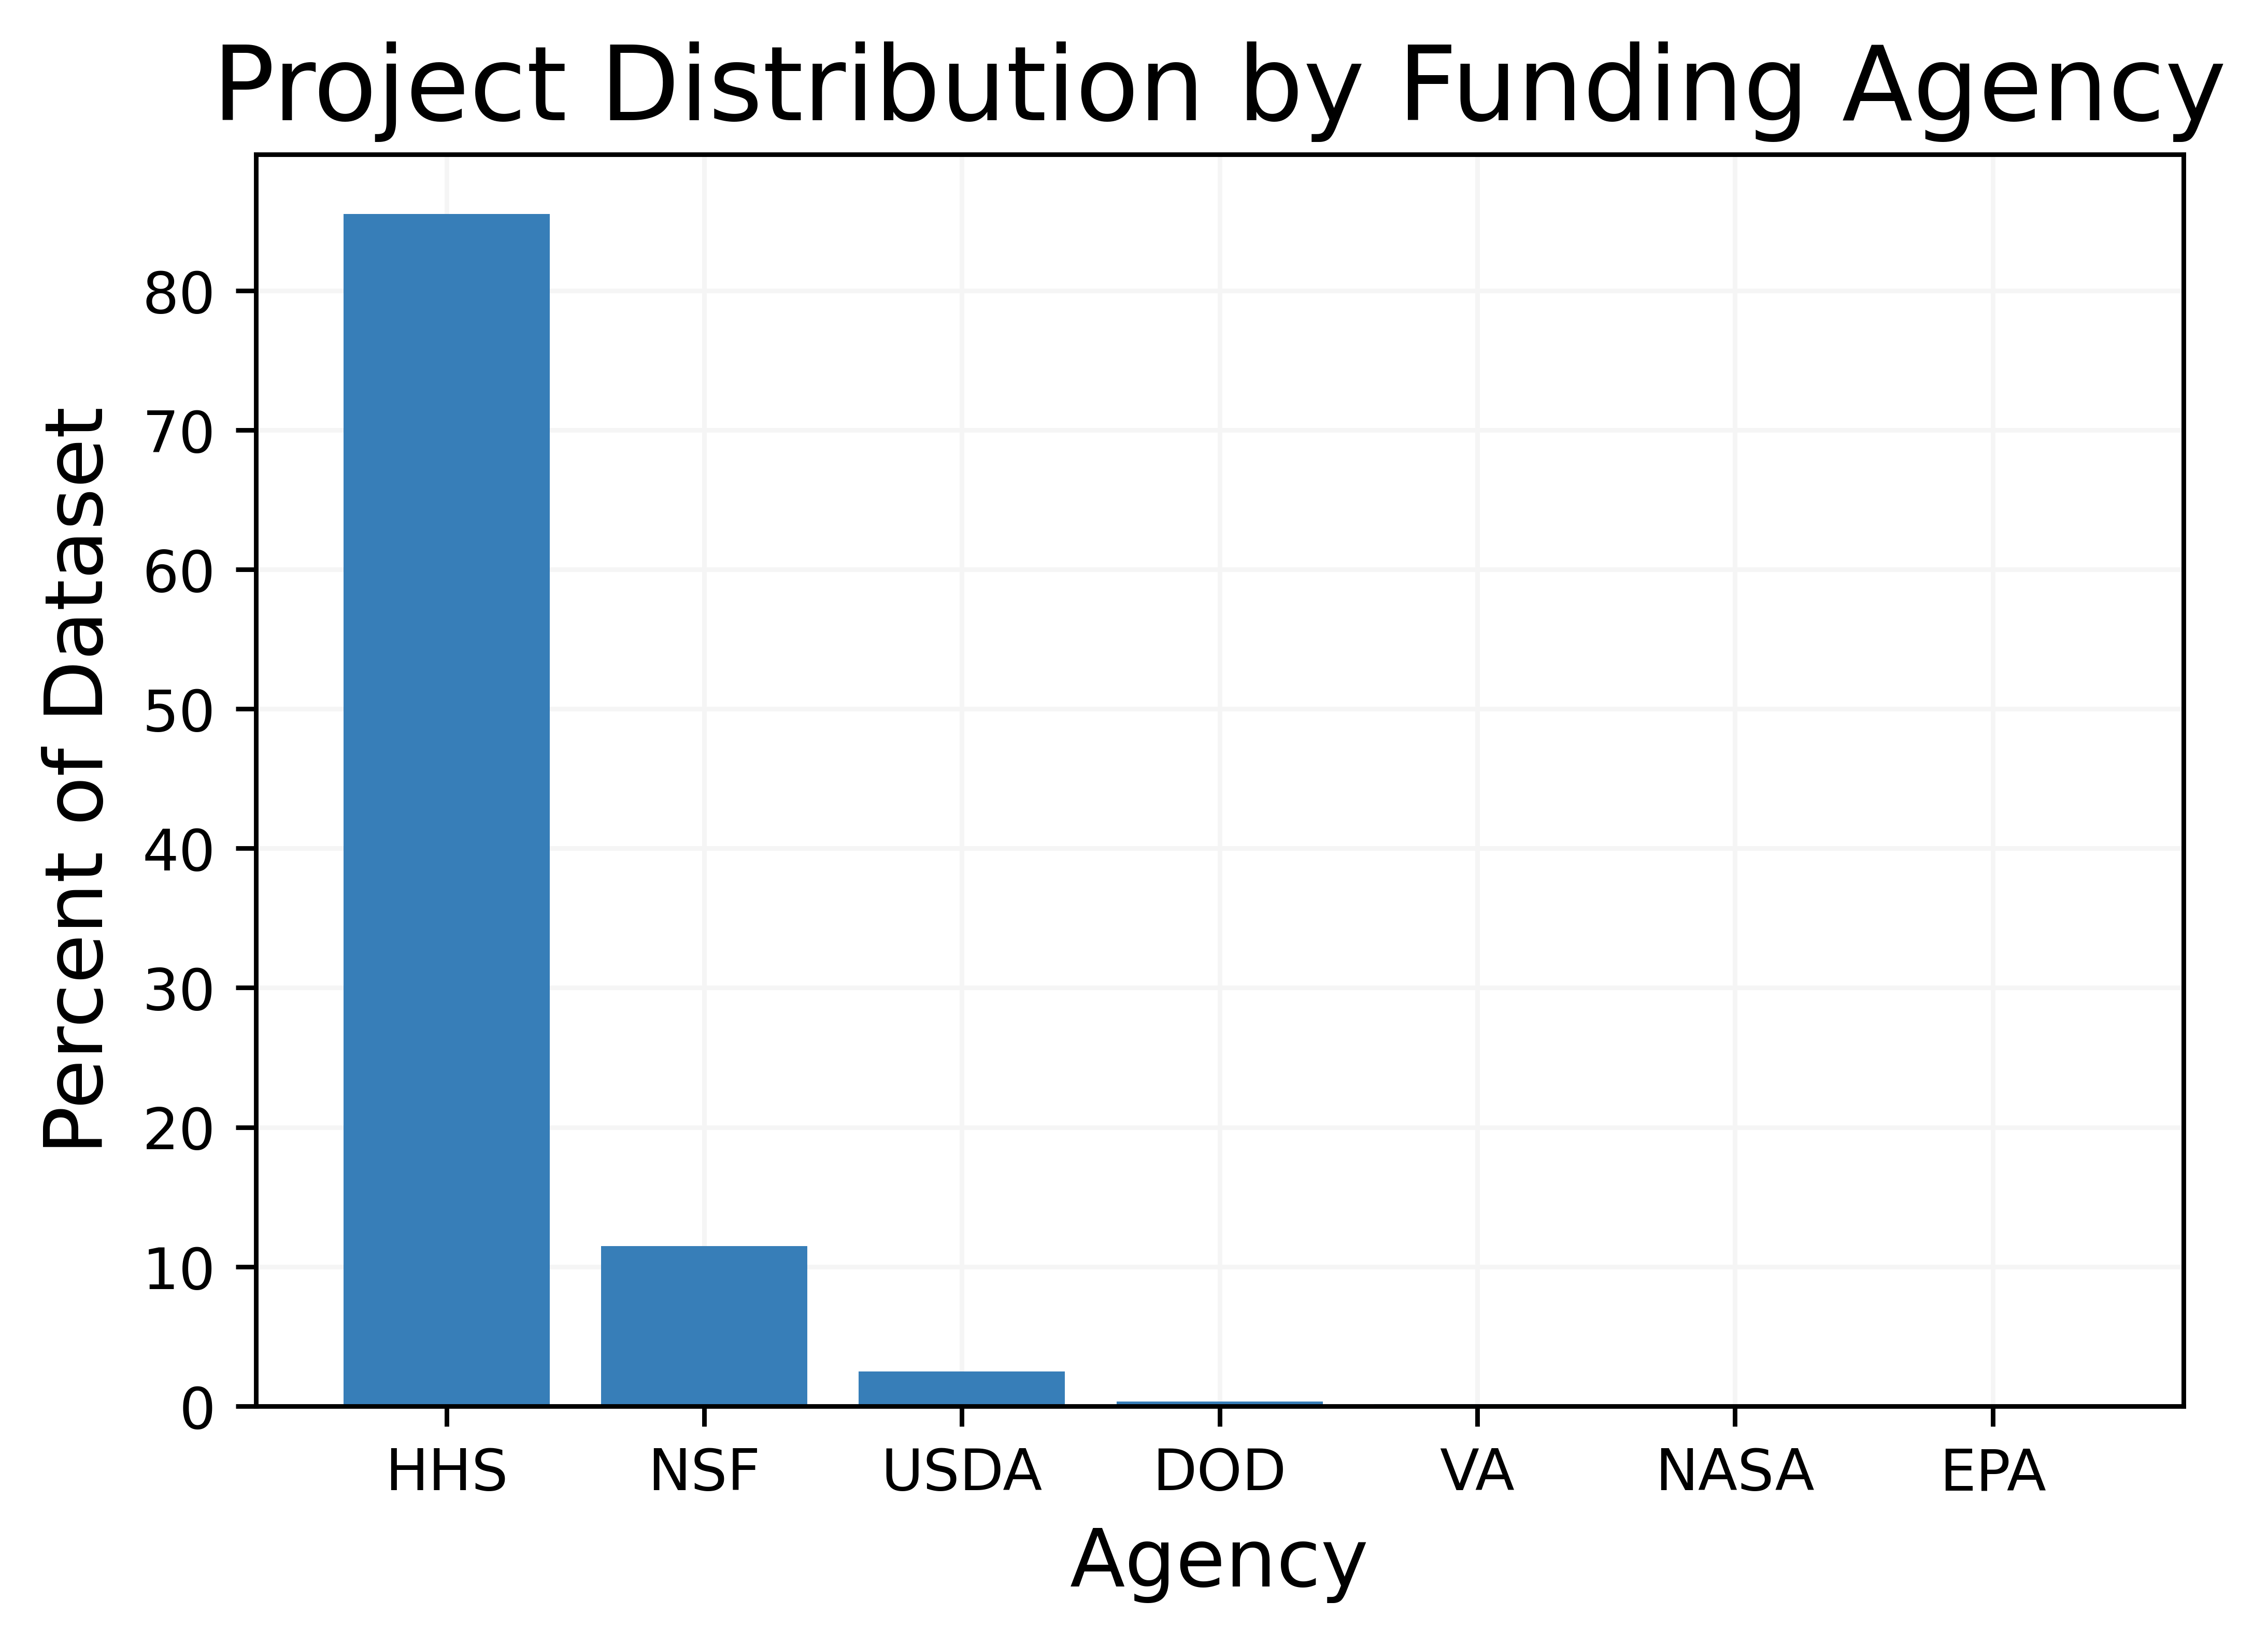 Project Distribution by Funding Agency
Percent of Dataset
80
70
60
50
40
30
20
10
0
HHS NSF USDA DOD VA NASA EPA
Agency